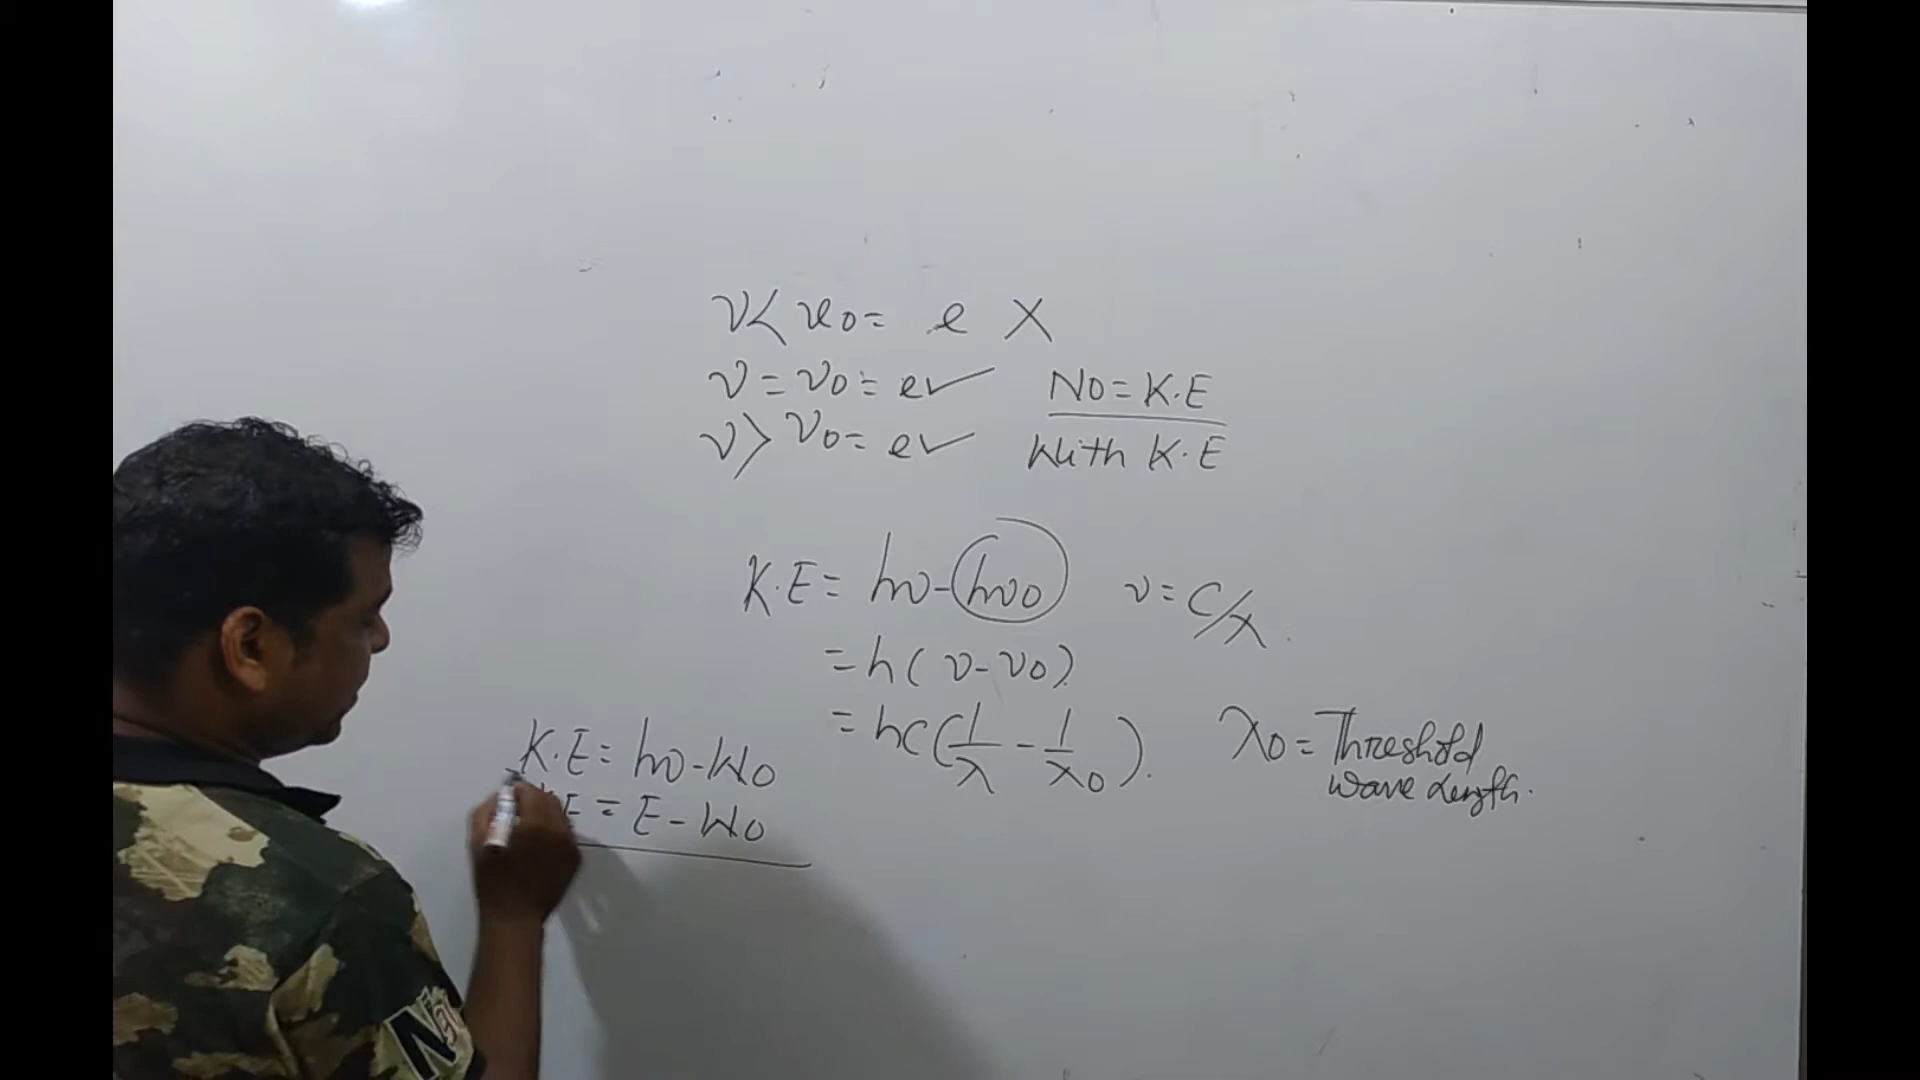 ν< ν0= e X
ν = ν0 = e✓ No = K.E
ν> ν0= e✓ With K.E
K.E = hν-hν0 ν= C/λ.
=h(ν-ν0).
= hc(1/λ - 1/λ0). λ0 = Threshold
wave Length.
K.E= hν-W0
E = E-W0
N